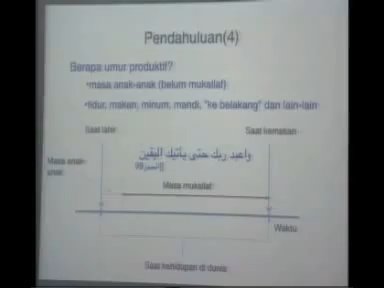 Pendahuluan(4)
Berapa umur produktif?
•masa anak-anak (belum mukallaf)
•tidur, makan, minum, mandi, "ke belakang" dan lain-lain
Saat lahir
Saat kematian
واعبد ربك حتى يأتيك اليقين
Masa anak-
anak
Masa mukallaf
Waktu
Saat kehidupan di dunia